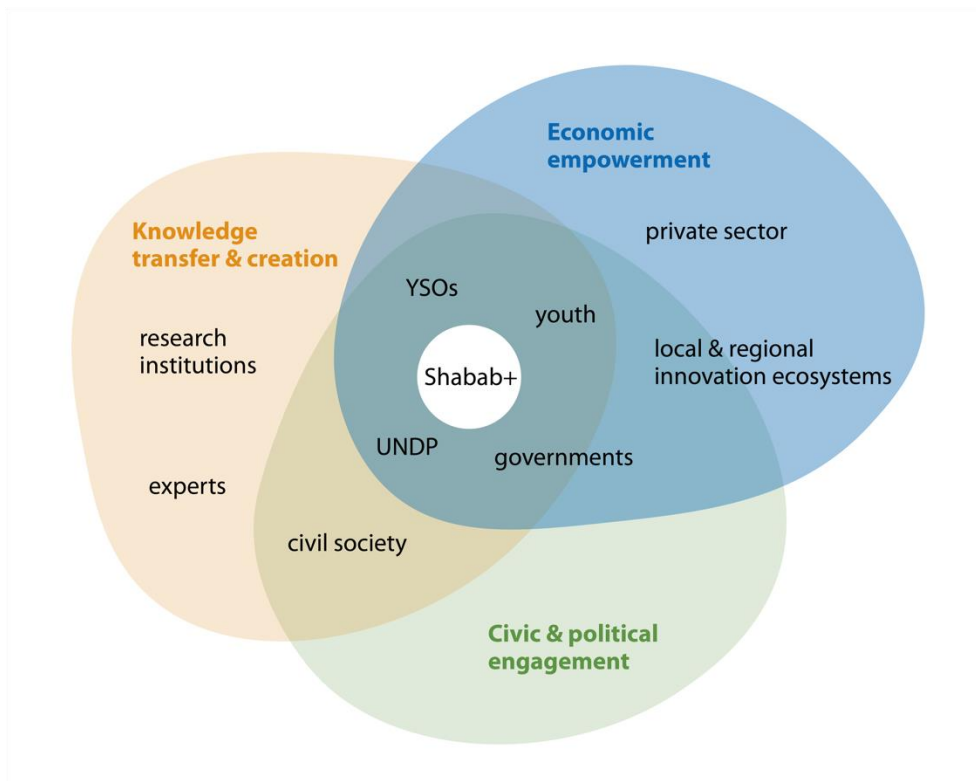 Economic
empowerment
Knowledge
transfer & creation
private sector
YSOs
youth
research
institutions
local & regional
innovation ecosystems
Shabab+
UNDP
governments
experts
civil society
Civic & political
engagement